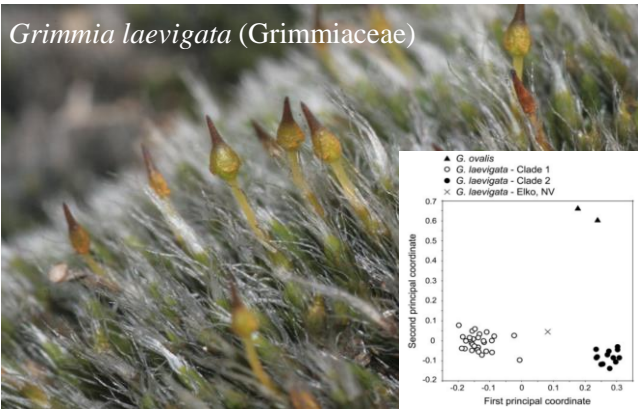 Grimmia laevigata (Grimmiaceae)
▲ G. ovalis
○ G. laevigata - Clade 1
● G. laevigata - Clade 2
× G. laevigata - Elko, NV
Second principal coordinate
0.7
0.6
0.5
0.4
0.3
0.2
0.1
0
-0.1
-0.2
-0.2
-0.1
0
0.1
0.2
0.3
First principal coordinate